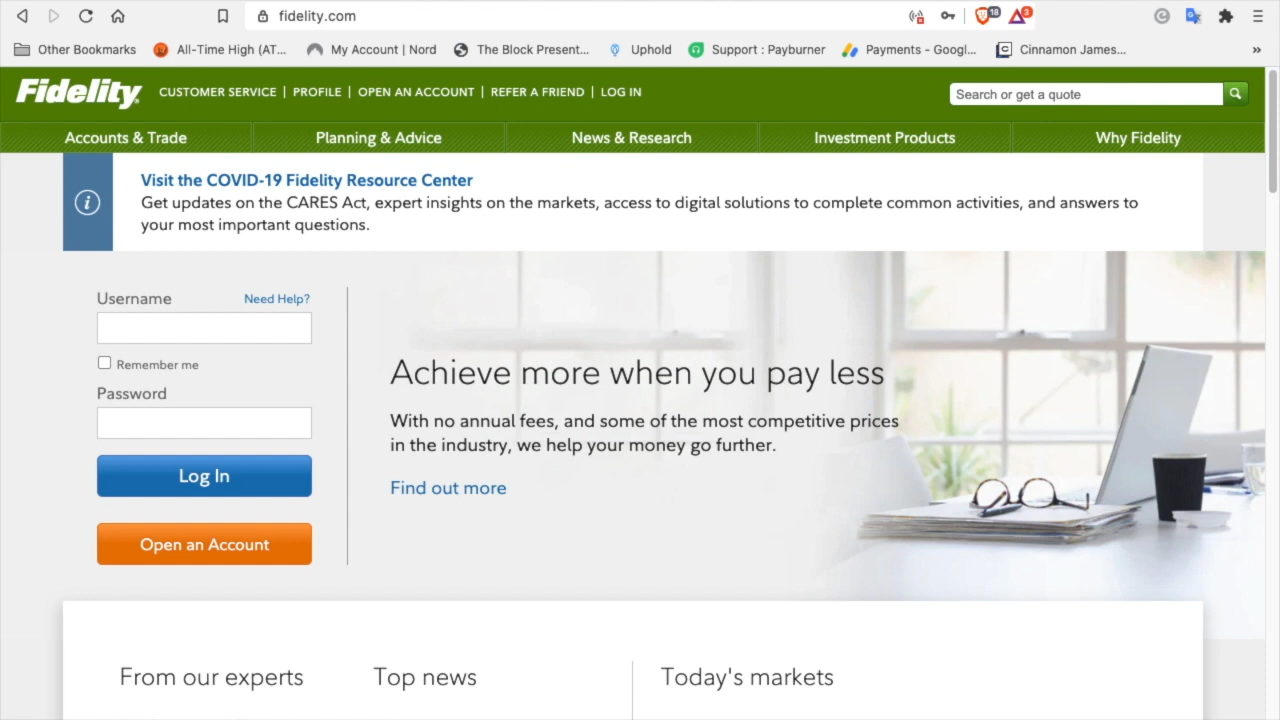 fidelity.com
18
3
Other Bookmarks
All-Time High (AT...
My Account | Nord
The Block Present...
Uphold
Support : Payburner
Payments - Googl...
Cinnamon James...
»
Fidelity
CUSTOMER SERVICE | PROFILE | OPEN AN ACCOUNT | REFER A FRIEND | LOG IN
Search or get a quote
Accounts & Trade
Planning & Advice
News & Research
Investment Products
Why Fidelity
Visit the COVID-19 Fidelity Resource Center
Get updates on the CARES Act, expert insights on the markets, access to digital solutions to complete common activities, and answers to
your most important questions.
Username
Need Help?
Remember me
Password
Log In
Open an Account
Achieve more when you pay less
With no annual fees, and some of the most competitive prices
in the industry, we help your money go further.
Find out more
From our experts
Top news
Today's markets